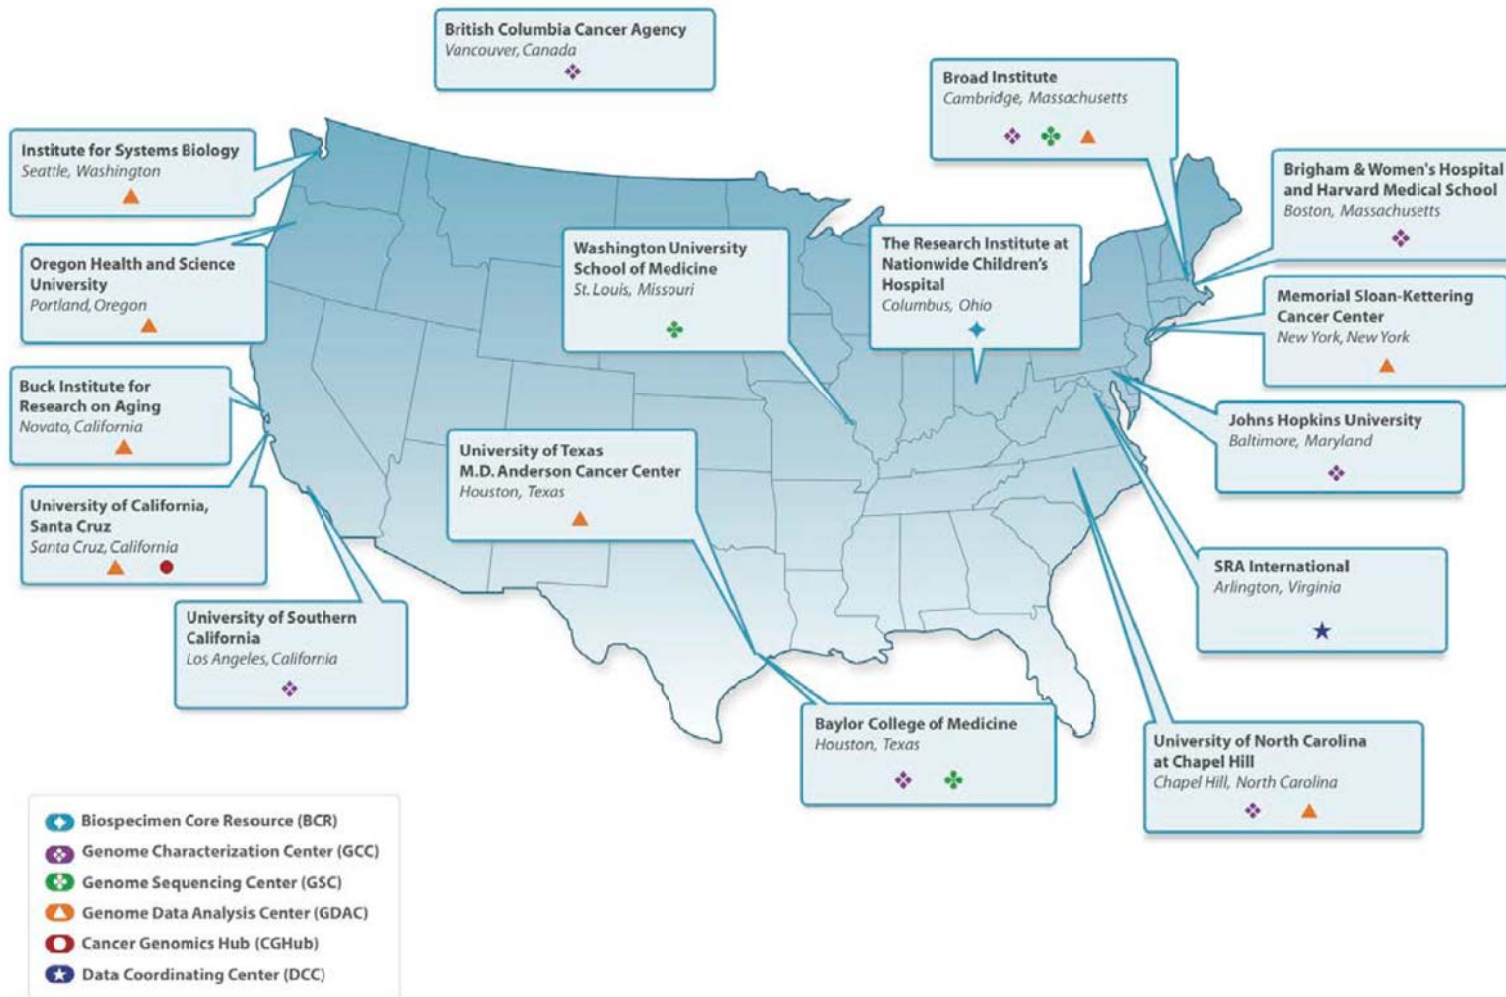 British Columbia Cancer Agency
Vancouver, Canada
Broad Institute
Cambridge, Massachusetts
Institute for Systems Biology
Seattle, Washington
Brigham & Women's Hospital
and Harvard Medical School
Boston, Massachusetts
Oregon Health and Science
University
Portland, Oregon
Washington University
School of Medicine
St. Louis, Missouri
The Research Institute at
Nationwide Children's
Hospital
Columbus, Ohio
Memorial Sloan-Kettering
Cancer Center
New York, New York
Buck Institute for
Research on Aging
Novato, California
University of Texas
M.D. Anderson Cancer Center
Houston, Texas
Johns Hopkins University
Baltimore, Maryland
University of California,
Santa Cruz
Santa Cruz, California
SRA International
Arlington, Virginia
University of Southern
California
Los Angeles, California
Baylor College of Medicine
Houston, Texas
University of North Carolina
at Chapel Hill
Chapel Hill, North Carolina
Biospecimen Core Resource (BCR)
Genome Characterization Center (GCC)
Genome Sequencing Center (GSC)
Genome Data Analysis Center (GDAC)
Cancer Genomics Hub (CGHub)
Data Coordinating Center (DCC)